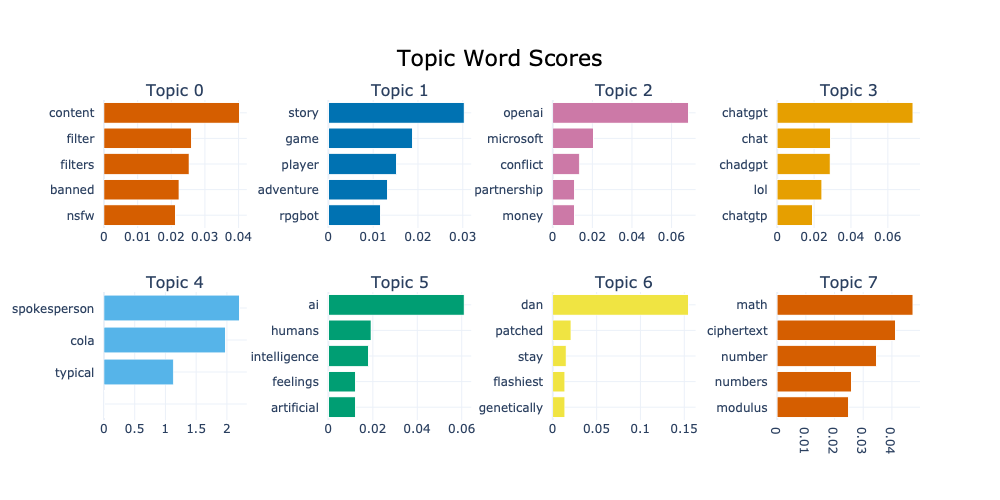 Topic Word Scores
Topic 0
content
filter
filters
banned
nsfw
0 0.01 0.02 0.03 0.04
Topic 1
story
game
player
adventure
rpgbot
0 0.01 0.02 0.03
Topic 2
openai
microsoft
conflict
partnership
money
0 0.02 0.04 0.06
Topic 3
chatgpt
chat
chadgpt
lol
chatgtp
0 0.02 0.04 0.06
Topic 4
spokesperson
cola
typical
0 0.5 1 1.5 2
Topic 5
ai
humans
intelligence
feelings
artificial
0 0.02 0.04 0.06
Topic 6
dan
patched
stay
flashiest
genetically
0 0.05 0.1 0.15
Topic 7
math
ciphertext
number
numbers
modulus
0 0.01 0.02 0.03 0.04